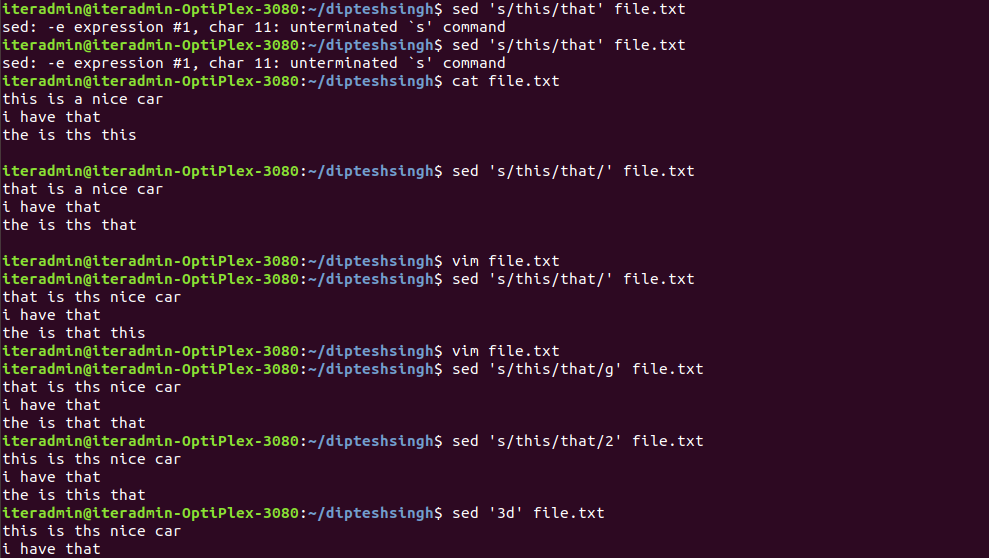 iteradmin@iteradmin-OptiPlex-3080:~/dipteshsingh$ sed 's/this/that' file.txt
sed: -e expression #1, char 11: unterminated `s' command
iteradmin@iteradmin-OptiPlex-3080:~/dipteshsingh$ sed 's/this/that' file.txt
sed: -e expression #1, char 11: unterminated `s' command
iteradmin@iteradmin-OptiPlex-3080:~/dipteshsingh$ cat file.txt
this is a nice car
i have that
the is ths this
iteradmin@iteradmin-OptiPlex-3080:~/dipteshsingh$ sed 's/this/that/' file.txt
that is a nice car
i have that
the is ths that
iteradmin@iteradmin-OptiPlex-3080:~/dipteshsingh$ vim file.txt
iteradmin@iteradmin-OptiPlex-3080:~/dipteshsingh$ sed 's/this/that/' file.txt
that is ths nice car
i have that
the is that this
iteradmin@iteradmin-OptiPlex-3080:~/dipteshsingh$ vim file.txt
iteradmin@iteradmin-OptiPlex-3080:~/dipteshsingh$ sed 's/this/that/g' file.txt
that is ths nice car
i have that
the is that that
iteradmin@iteradmin-OptiPlex-3080:~/dipteshsingh$ sed 's/this/that/2' file.txt
this is ths nice car
i have that
the is this that
iteradmin@iteradmin-OptiPlex-3080:~/dipteshsingh$ sed '3d' file.txt
this is ths nice car
i have that